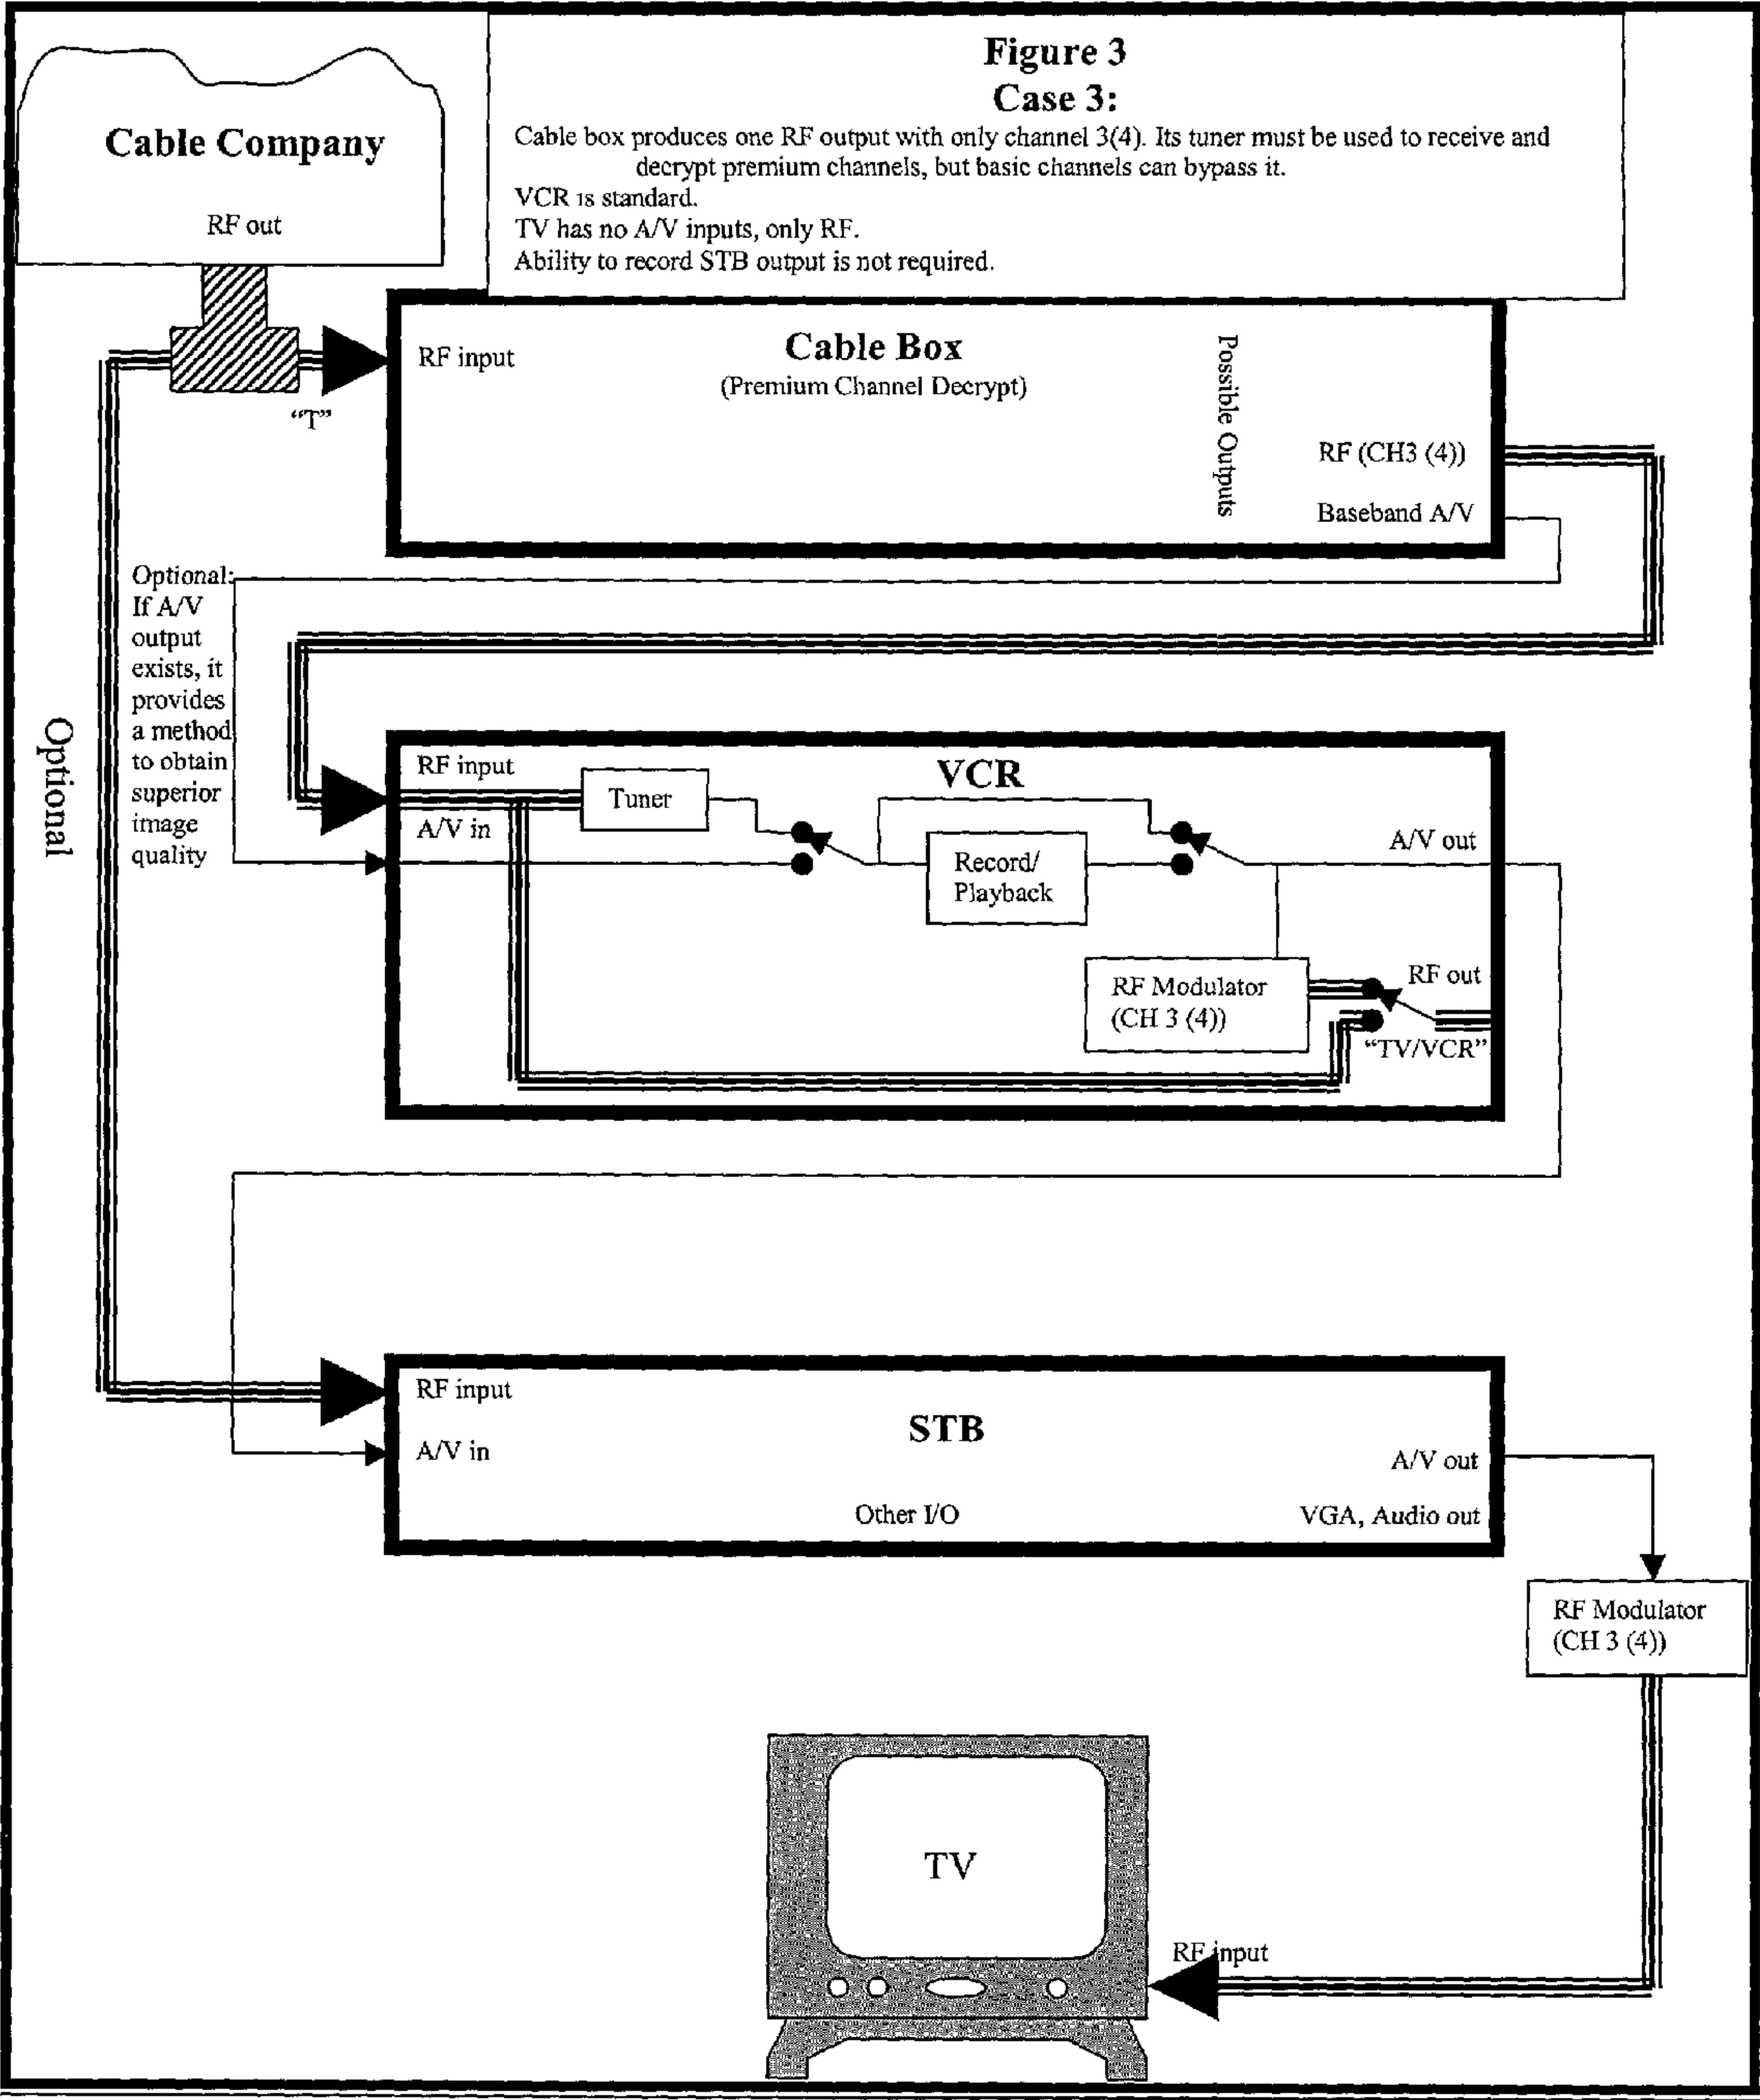 Figure 3
Case 3:
Cable box produces one RF output with only channel 3(4). Its tuner must be used to receive and
decrypt premium channels, but basic channels can bypass it.
VCR is standard.
TV has no A/V inputs, only RF.
Ability to record STB output is not required.
Cable Company
RF out
"T"
RF input
Cable Box
(Premium Channel Decrypt)
Possible Outputs
RF (CH3 (4))
Baseband A/V
Optional:
If A/V
output
exists, it
provides
a method
to obtain
superior
image
quality
Optional
RF input
A/V in
Tuner
VCR
Record/
Playback
A/V out
RF Modulator
(CH 3 (4))
RF out
"TV/VCR"
RF input
A/V in
STB
Other I/O
A/V out
VGA, Audio out
RF Modulator
(CH 3 (4))
TV
RF input